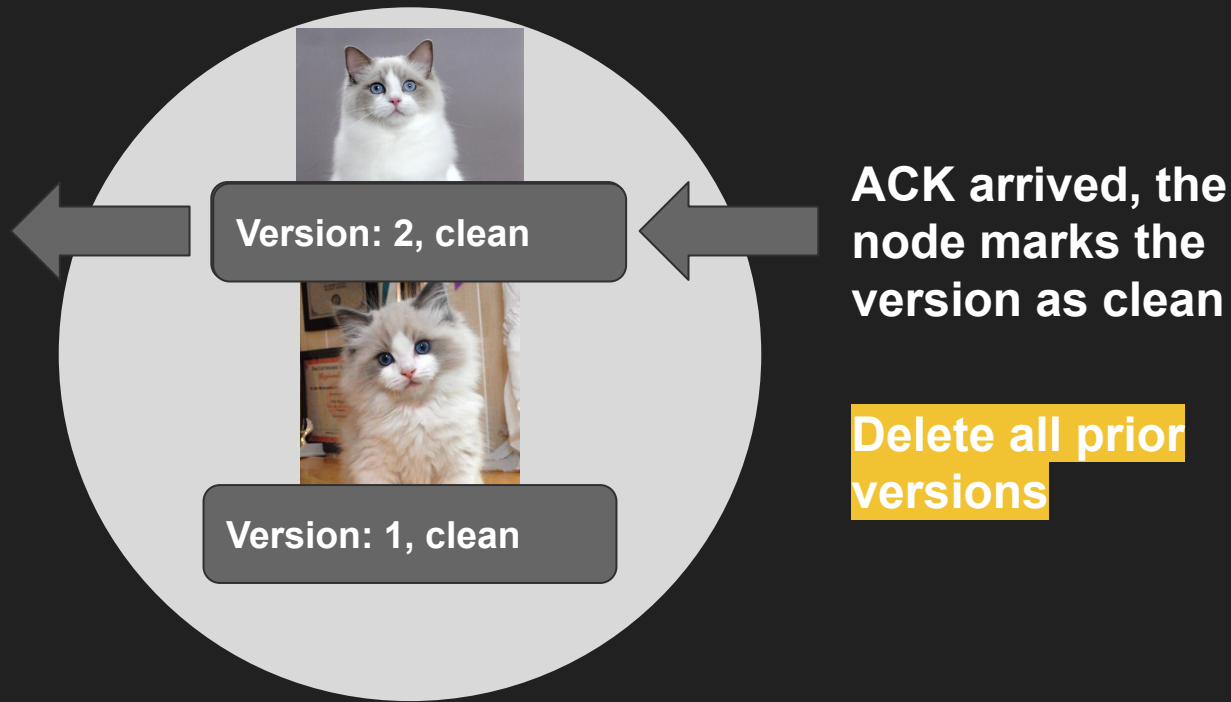 Version: 2, clean
Version: 1, clean
ACK arrived, the
node marks the
version as clean
Delete all prior
versions